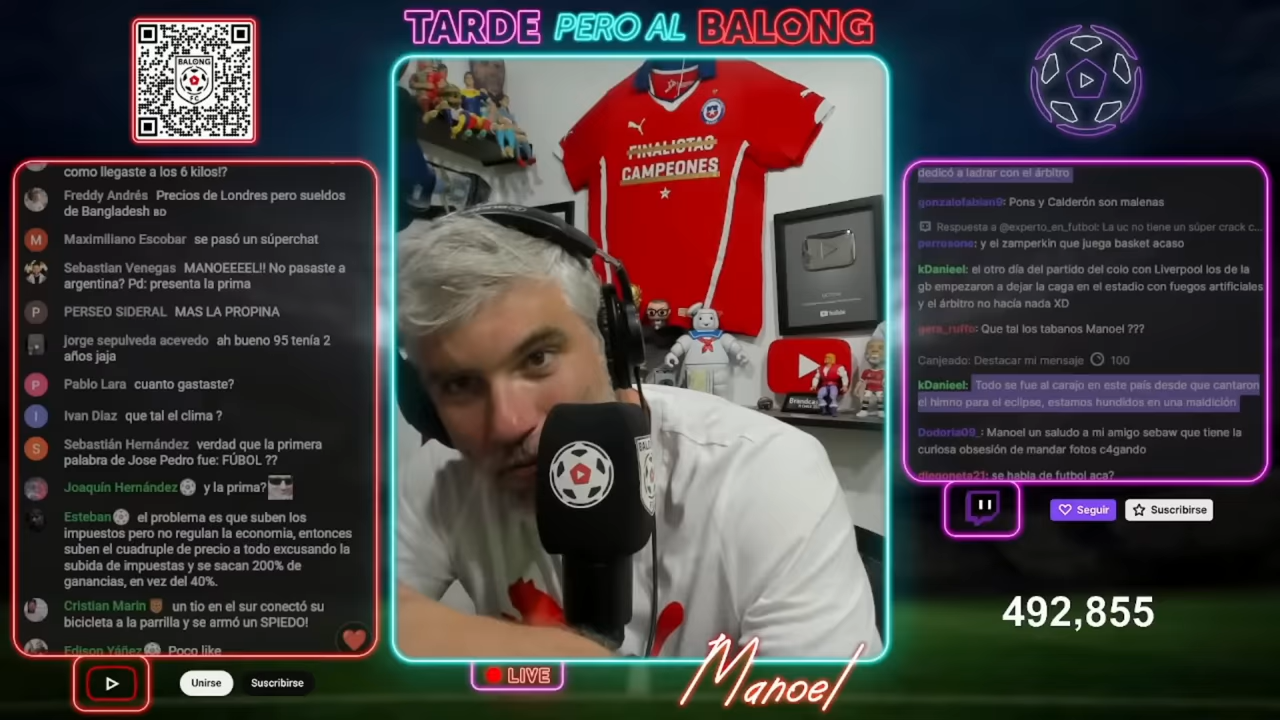 TARDE PERO AL BALONG
BALONG
FC
como llegaste a los 6 kilos!?
Freddy Andrés Precios de Londres pero sueldos
de Bangladesh BD
M
Maximiliano Escobar se pasó un súperchat
Sebastian Venegas MANOEEEEL!! No pasaste a
argentina? Pd: presenta la prima
P
PERSEO SIDERAL MAS LA PROPINA
jorge sepulveda acevedo ah bueno 95 tenía 2
años jaja
P
Pablo Lara cuanto gastaste?
I
Ivan Diaz que tal el clima ?
S
Sebastián Hernández verdad que la primera
palabra de Jose Pedro fue: FÚBOL ??
Joaquín Hernández y la prima?
Esteban el problema es que suben los
impuestos pero no regulan la economia, entonces
suben el cuadruple de precio a todo excusando la
subida de impuestas y se sacan 200% de
ganancias, en vez del 40%.
Cristian Marin un tio en el sur conectó su
bicicleta a la parrilla y se armó un SPIEDO!
Edison Yáñez Poco like
Unirse
Suscribirse
FINALISTAS
CAMPEONES
YouTube
LIVE
Manoel
dedicó a ladrar con el árbitro
gonzalofabian9: Pons y Calderón son malenas
Respuesta a @experto_en_futbol: La uc no tiene un súper crack c...
perrosone: y el zamperkin que juega basket acaso
kDanieel: el otro día del partido del colo con Liverpool los de la
gb empezaron a dejar la caga en el estadio con fuegos artificiales
y el árbitro no hacía nada XD
gera_ruffo: Que tal los tabanos Manoel ???
Canjeado: Destacar mi mensaje 100
kDanieel: Todo se fue al carajo en este país desde que cantaron
el himno para el eclipse, estamos hundidos en una maldición
Dodoria09_: Manoel un saludo a mi amigo sebaw que tiene la
curiosa obsesión de mandar fotos c4gando
diegoneta21: se habla de futbol aca?
Seguir
Suscribirse
492,855